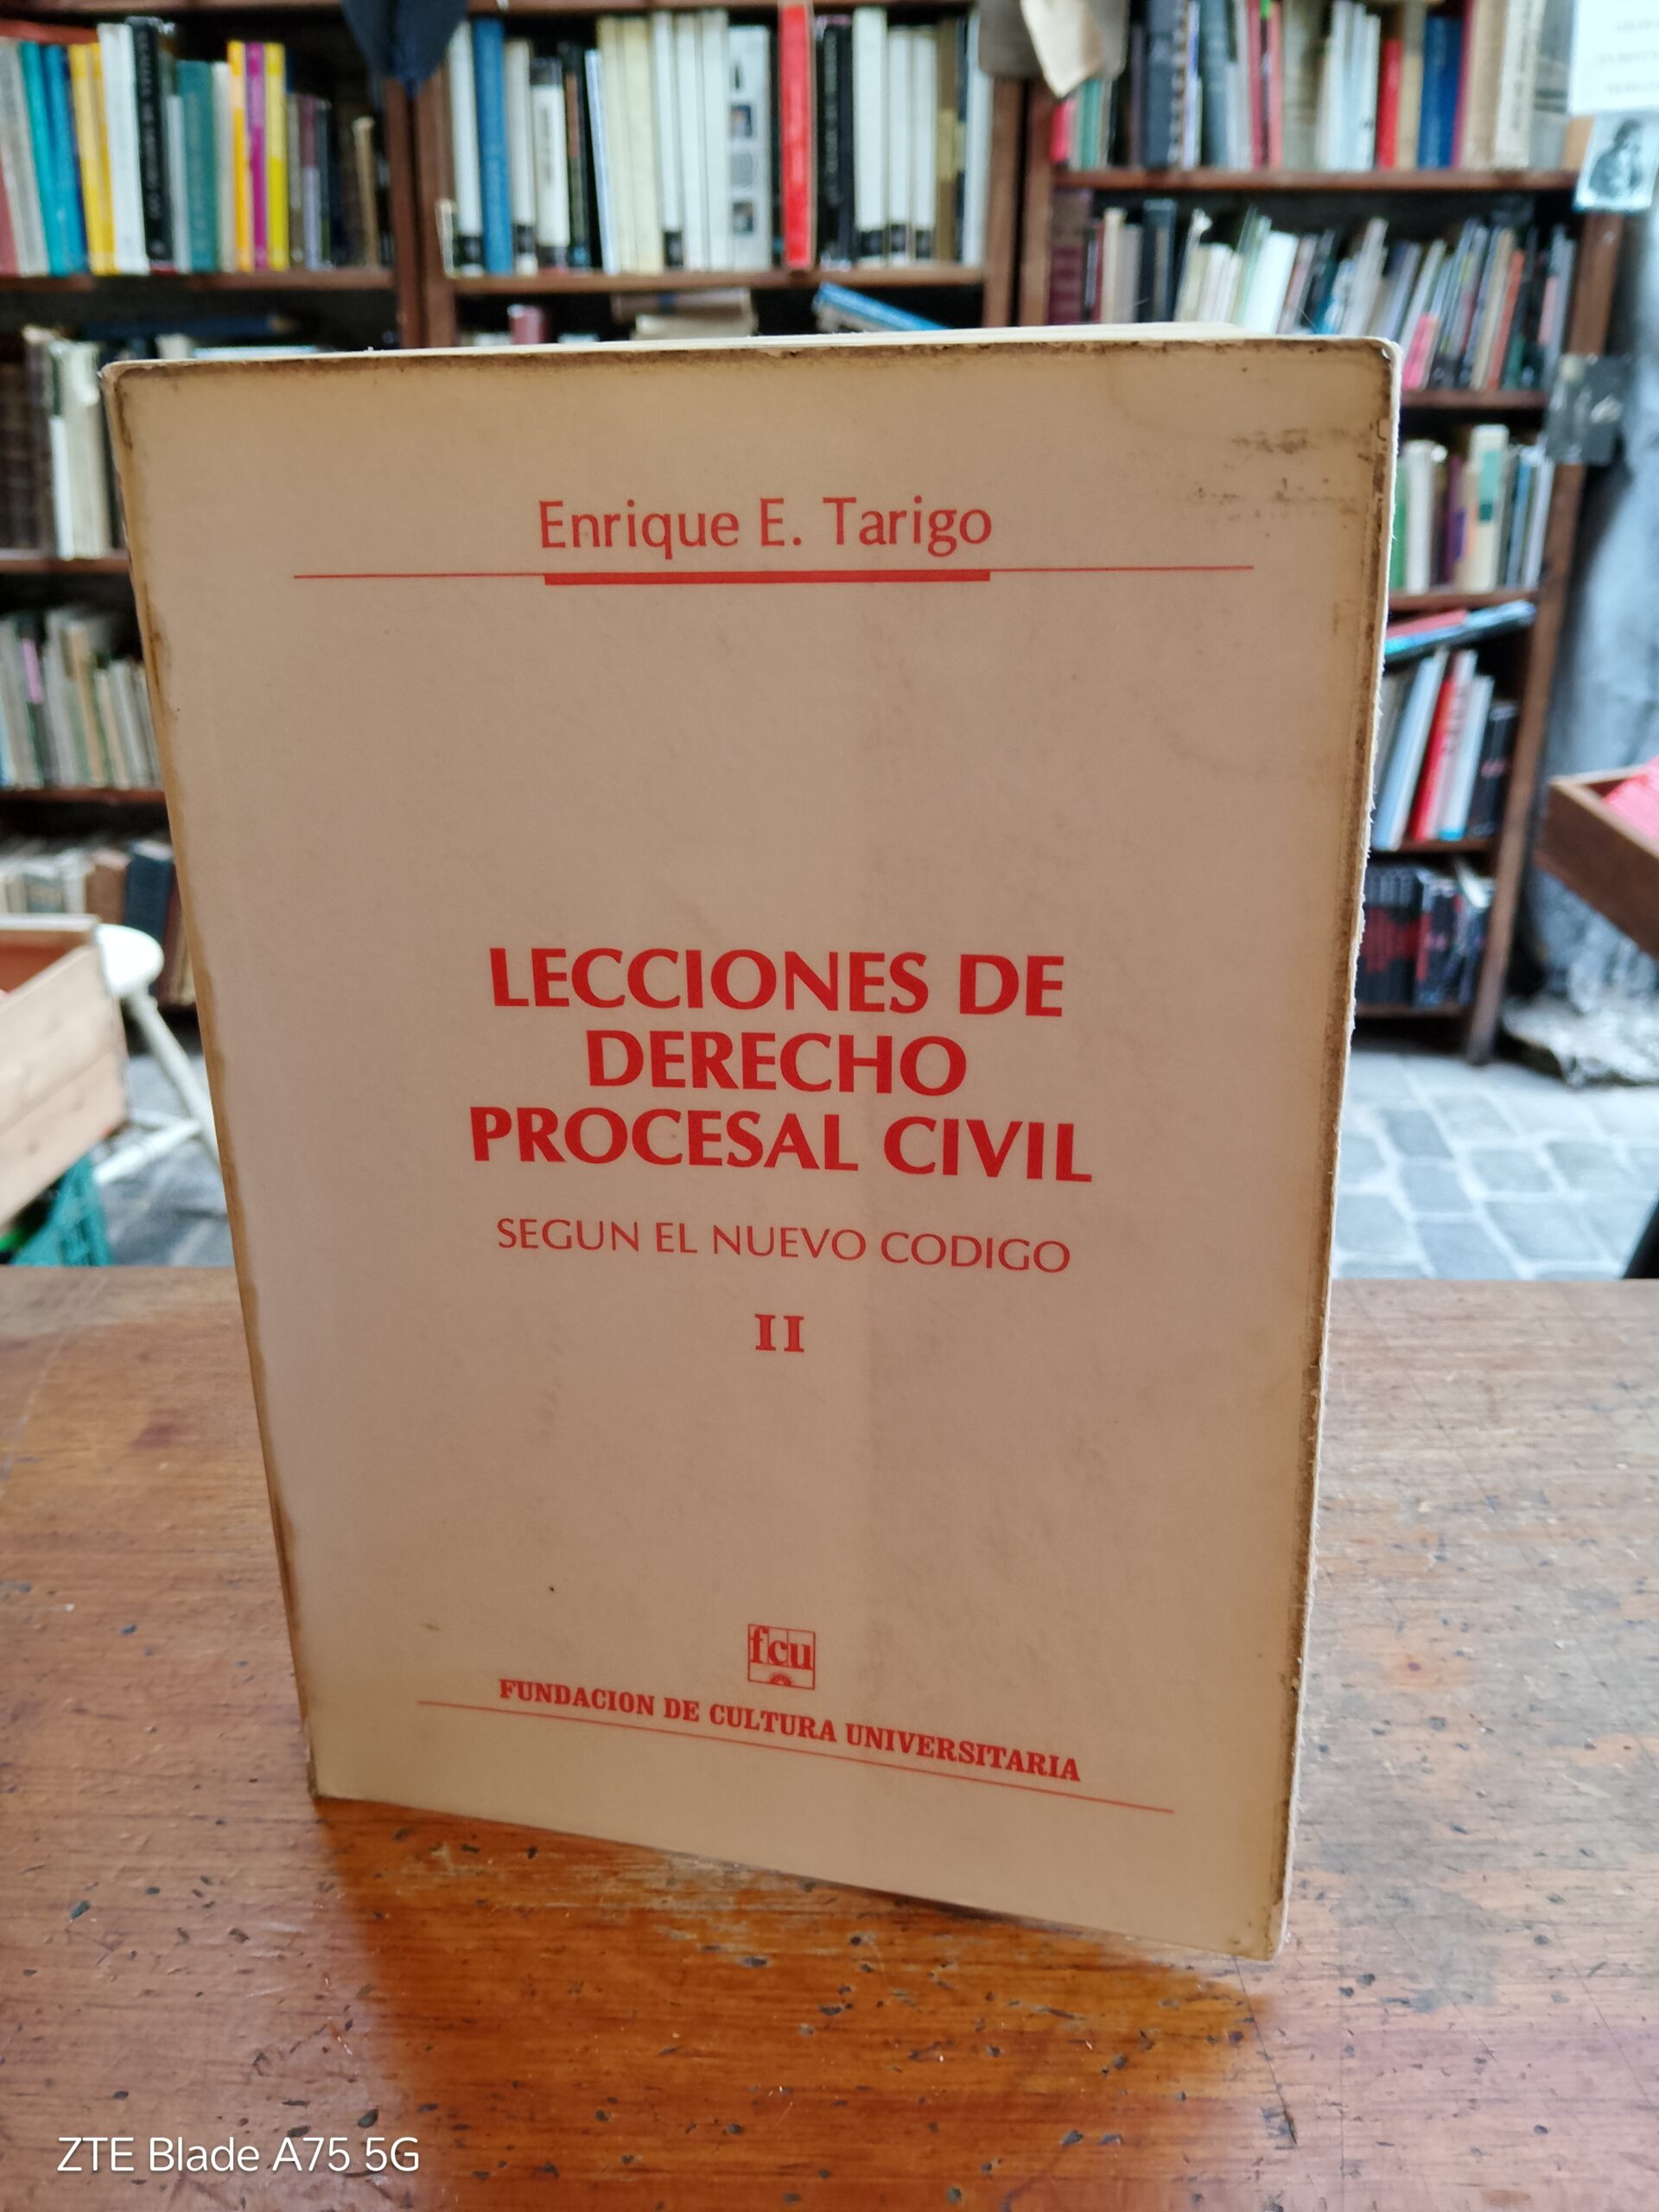 Enrique E. Tarigo
LECCIONES DE
DERECHO
PROCESAL CIVIL
SEGUN EL NUEVO CODIGO
II
fcu
FUNDACION DE CULTURA UNIVERSITARIA
ZTE Blade A75 5G